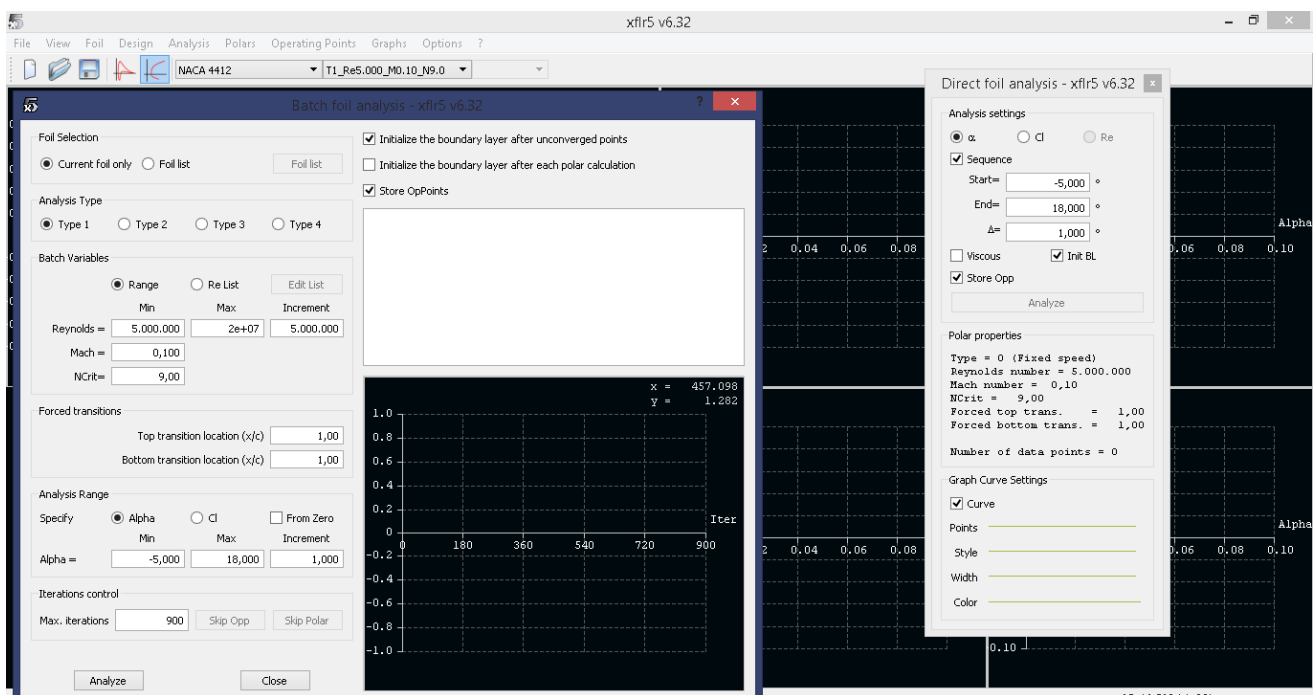 xflr5 v6.32
File View Foil Design Analysis Polars Operating Points Graphs Options ?
NACA 4412 T1_Re5.000_M0.10_N9.0
Batch foil analysis - xflr5 v6.32 ?
Foil Selection
Current foil only Foil list Foil list
Analysis Type
Type 1 Type 2 Type 3 Type 4
Batch Variables
Range Re List Edit List
Min Max Increment
Reynolds = 5.000.000 2e+07 5.000.000
Mach = 0,100
NCrit= 9,00
Forced transitions
Top transition location (x/c) 1,00
Bottom transition location (x/c) 1,00
Analysis Range
Specify Alpha Cl From Zero
Min Max Increment
Alpha = -5,000 18,000 1,000
Iterations control
Max. iterations 900 Skip Opp Skip Polar
Analyze Close
Initialize the boundary layer after unconverged points
Initialize the boundary layer after each polar calculation
Store OpPoints
x = 457.098
y = 1.282
1.0
0.8
0.6
0.4
0.2
0
-0.2
-0.4
-0.6
-0.8
-1.0
0 180 360 540 720 900
Iter
2 0.04 0.06 0.08
2 0.04 0.06 0.08
Direct foil analysis - xflr5 v6.32 x
Analysis settings
α Cl Re
Sequence
Start= -5,000 °
End= 18,000 °
Δ= 1,000 °
Viscous Init BL
Store Opp
Analyze
Polar properties
Type = 0 (Fixed speed)
Reynolds number = 5.000.000
Mach number = 0,10
NCrit = 9,00
Forced top trans. = 1,00
Forced bottom trans. = 1,00
Number of data points = 0
Graph Curve Settings
Curve
Points
Style
Width
Color
Alpha
0.06 0.08 0.10
Alpha
0.06 0.08 0.10
0.10